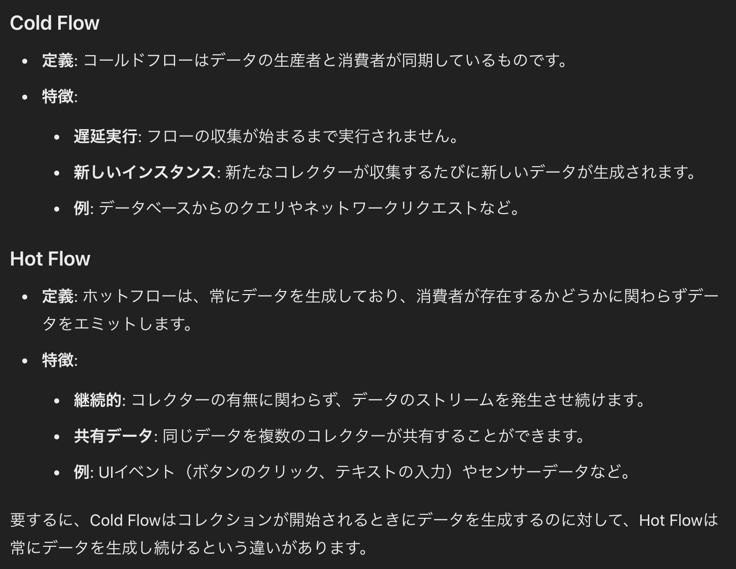 Cold Flow
• 定義: コールドフローはデータの生産者と消費者が同期しているものです。
• 特徴:
• 遅延実行: フローの収集が始まるまで実行されません。
• 新しいインスタンス: 新たなコレクターが収集するたびに新しいデータが生成されます。
• 例: データベースからのクエリやネットワークリクエストなど。
Hot Flow
• 定義: ホットフローは、常にデータを生成しており、消費者が存在するかどうかに関わらずデー
タをエミットします。
• 特徴:
• 継続的: コレクターの有無に関わらず、データのストリームを発生させ続けます。
• 共有データ: 同じデータを複数のコレクターが共有することができます。
• 例: UIイベント（ボタンのクリック、テキストの入力）やセンサーデータなど。
要するに、Cold Flowはコレクションが開始されるときにデータを生成するのに対して、Hot Flowは
常にデータを生成し続けるという違いがあります。